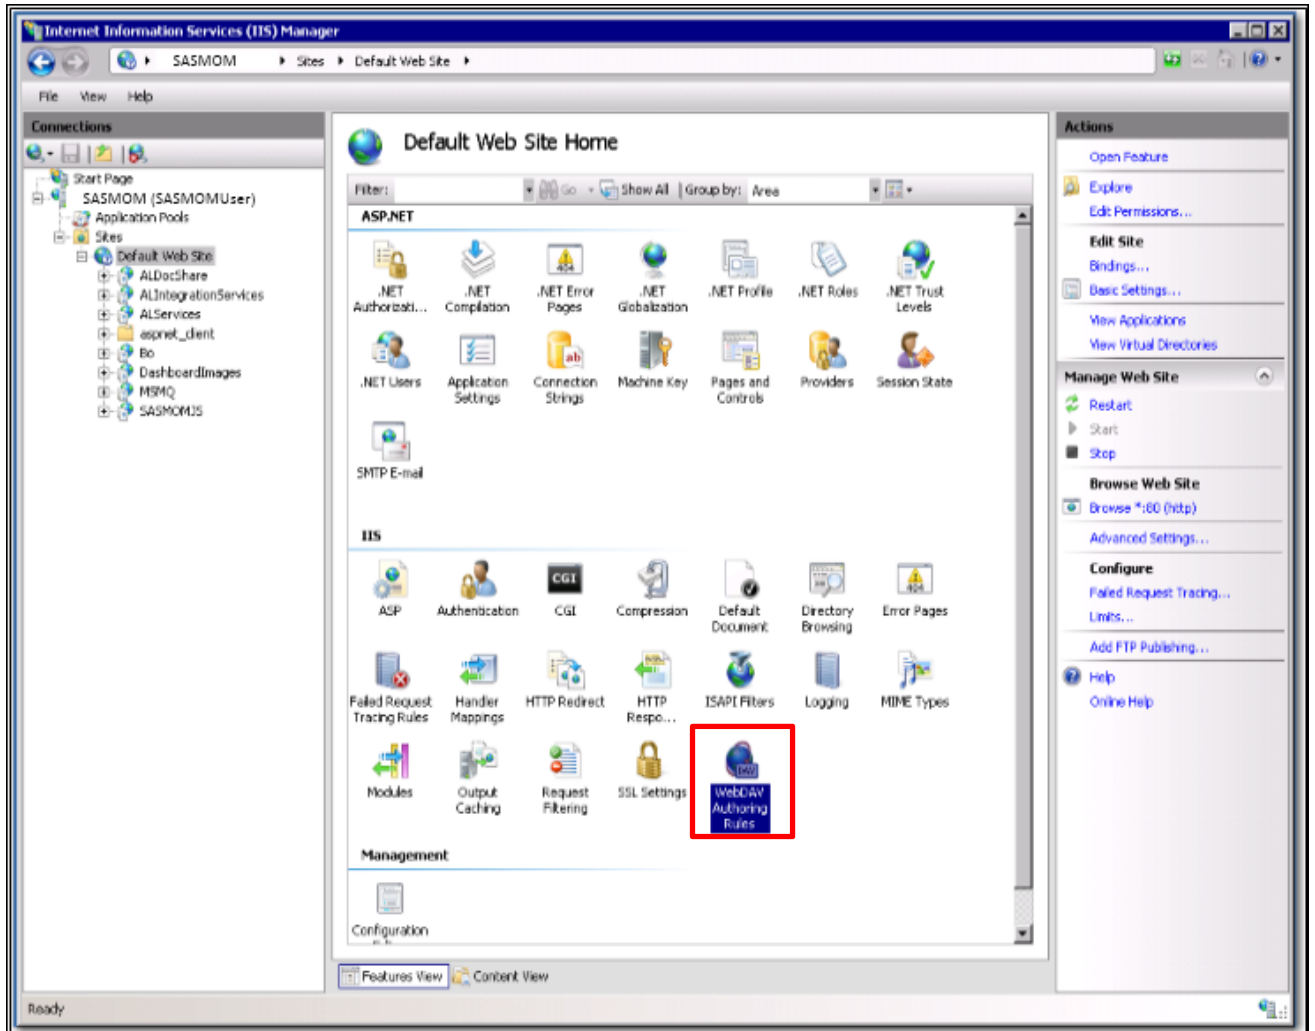 Internet Information Services (IIS) Manager
SASMOM Sites Default Web Site
File View Help
Connections
Start Page
SASMOM (SASMOMUser)
Application Pools
Sites
Default Web Site
ALDocShare
ALIntegrationServices
ALServices
aspnet_client
Bo
DashboardImages
MSMQ
SASMOMJS
Default Web Site Home
Filter: Go Show All Group by: Area
ASP.NET
.NET Authorizati...
.NET Compilation
404
.NET Error Pages
.NET Globalization
.NET Profile
.NET Roles
.NET Trust Levels
.NET Users
Application Settings
ab
Connection Strings
Machine Key
Pages and Controls
Providers
Session State
SMTP E-mail
IIS
ASP
Authentication
CGI
CGI
Compression
Default Document
Directory Browsing
404
Error Pages
Failed Request Tracing Rules
Handler Mappings
HTTP Redirect
HTTP Respo...
ISAPI Filters
Logging
MIME Types
Modules
Output Caching
Request Filtering
SSL Settings
DAV
WebDAV Authoring Rules
Management
Configuration
Features View Content View
Actions
Open Feature
Explore
Edit Permissions...
Edit Site
Bindings...
Basic Settings...
View Applications
View Virtual Directories
Manage Web Site
Restart
Start
Stop
Browse Web Site
Browse *:80 (http)
Advanced Settings...
Configure
Failed Request Tracing...
Limits...
Add FTP Publishing...
Help
Online Help
Ready